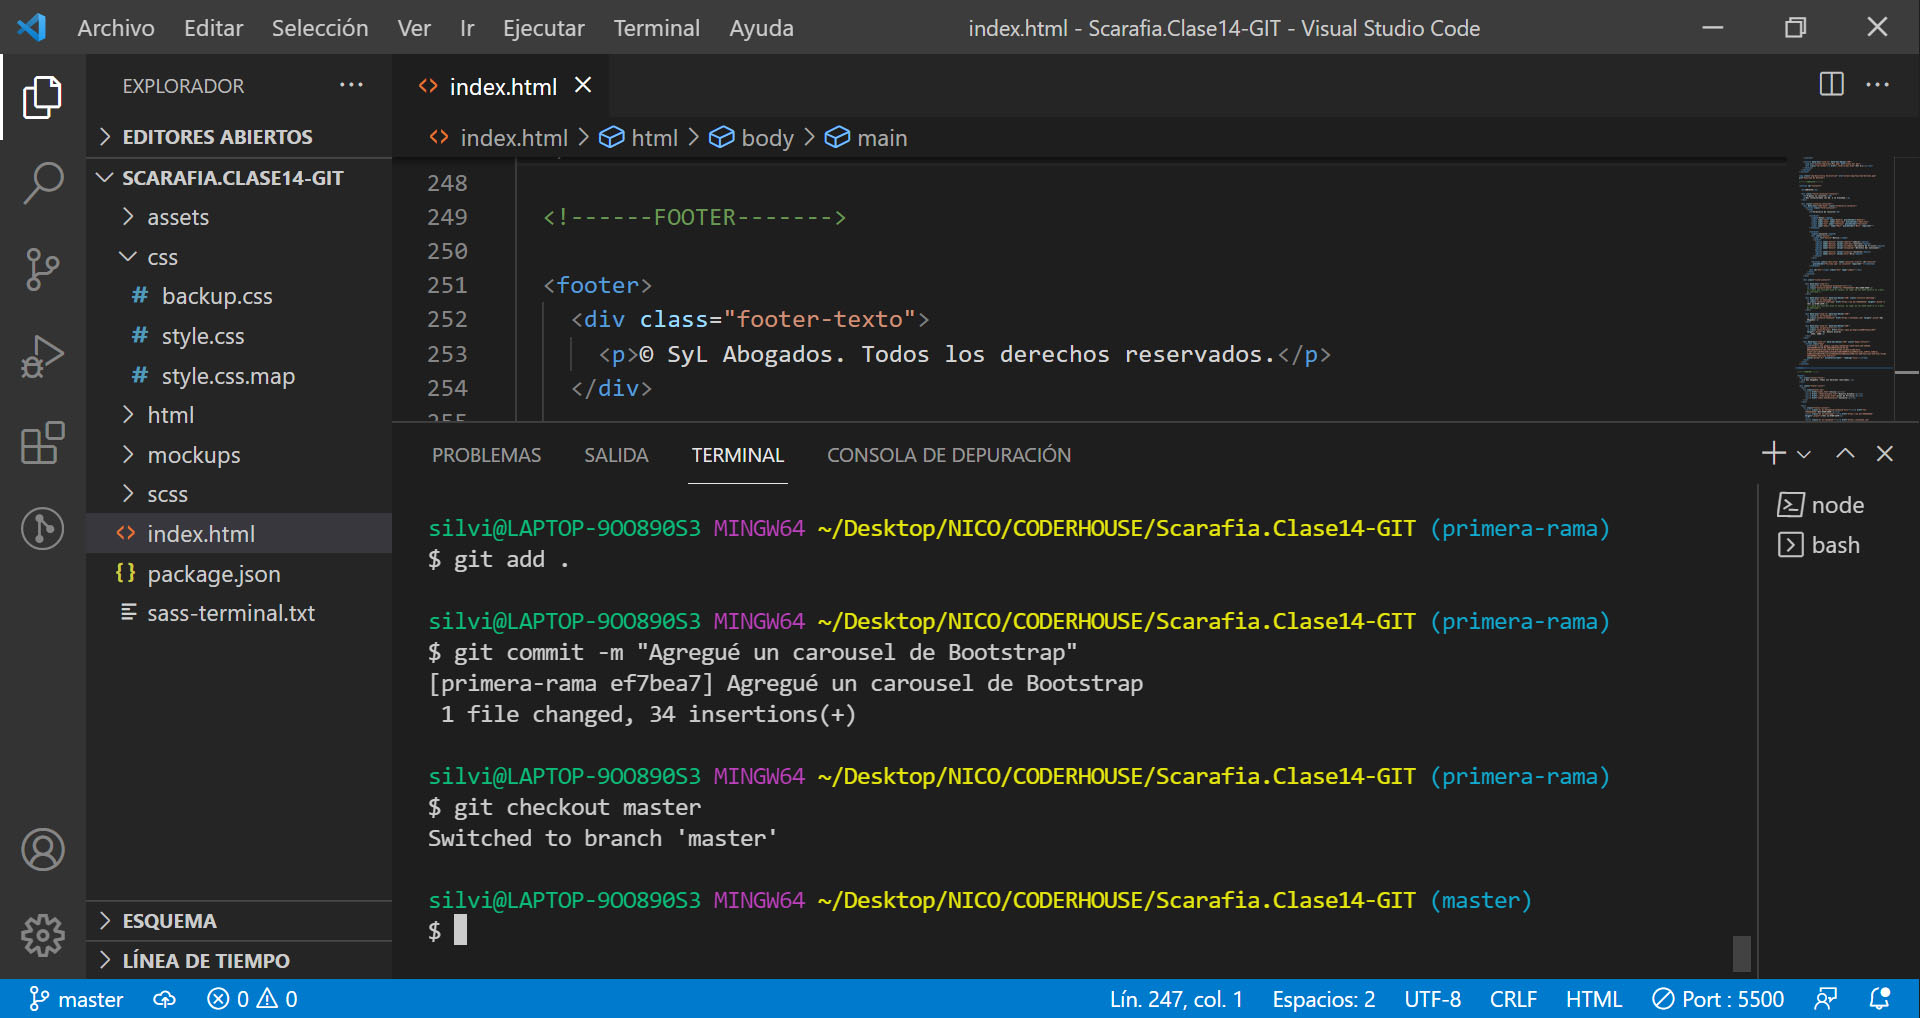 Archivo Editar Selección Ver Ir Ejecutar Terminal Ayuda index.html - Scarafia.Clase14-GIT - Visual Studio Code
EXPLORADOR
EDITORES ABIERTOS
SCARAFIA.CLASE14-GIT
assets
css
# backup.css
# style.css
# style.css.map
html
mockups
scss
<> index.html
{} package.json
sass-terminal.txt
ESQUEMA
LÍNEA DE TIEMPO
<> index.html
<> index.html > html > body > main
248
249 <!------FOOTER------->
250
251 <footer>
252 <div class="footer-texto">
253 <p>© SyL Abogados. Todos los derechos reservados.</p>
254 </div>
255
PROBLEMAS SALIDA TERMINAL CONSOLA DE DEPURACIÓN
silvi@LAPTOP-9OO890S3 MINGW64 ~/Desktop/NICO/CODERHOUSE/Scarafia.Clase14-GIT (primera-rama)
$ git add .
silvi@LAPTOP-9OO890S3 MINGW64 ~/Desktop/NICO/CODERHOUSE/Scarafia.Clase14-GIT (primera-rama)
$ git commit -m "Agregué un carousel de Bootstrap"
[primera-rama ef7bea7] Agregué un carousel de Bootstrap
1 file changed, 34 insertions(+)
silvi@LAPTOP-9OO890S3 MINGW64 ~/Desktop/NICO/CODERHOUSE/Scarafia.Clase14-GIT (primera-rama)
$ git checkout master
Switched to branch 'master'
silvi@LAPTOP-9OO890S3 MINGW64 ~/Desktop/NICO/CODERHOUSE/Scarafia.Clase14-GIT (master)
$
node
bash
master 0 0 Lín. 247, col. 1 Espacios: 2 UTF-8 CRLF HTML Port : 5500